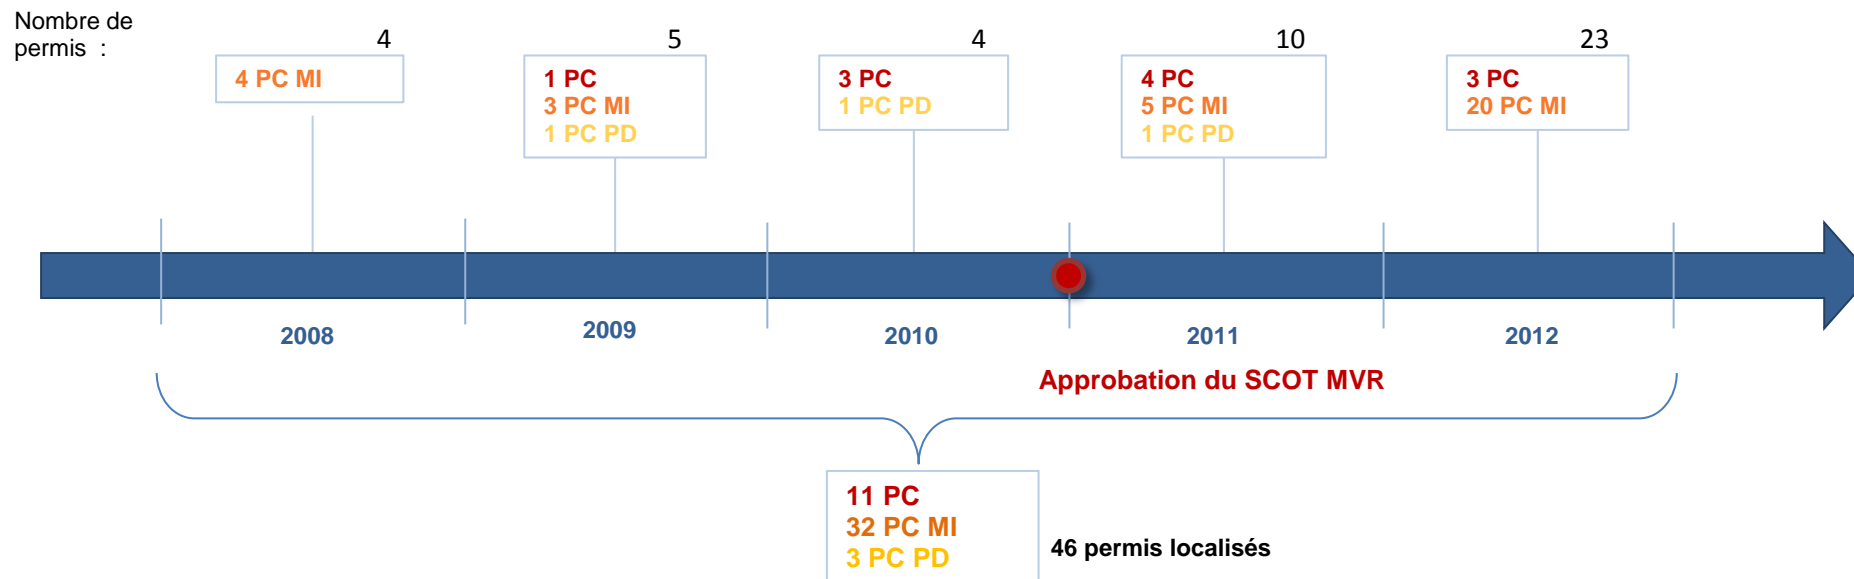 Nombre de
permis :
4
4 PC MI
5
1 PC
3 PC MI
1 PC PD
4
3 PC
1 PC PD
10
4 PC
5 PC MI
1 PC PD
23
3 PC
20 PC MI
2008
2009
2010
2011
2012
Approbation du SCOT MVR
11 PC
32 PC MI
3 PC PD
46 permis localisés